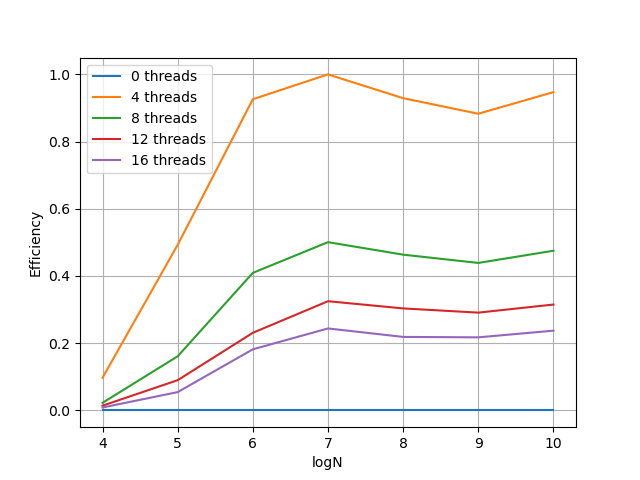 0 threads
4 threads
8 threads
12 threads
16 threads
1.0
0.8
0.6
0.4
0.2
0.0
Efficiency
4 5 6 7 8 9 10
logN